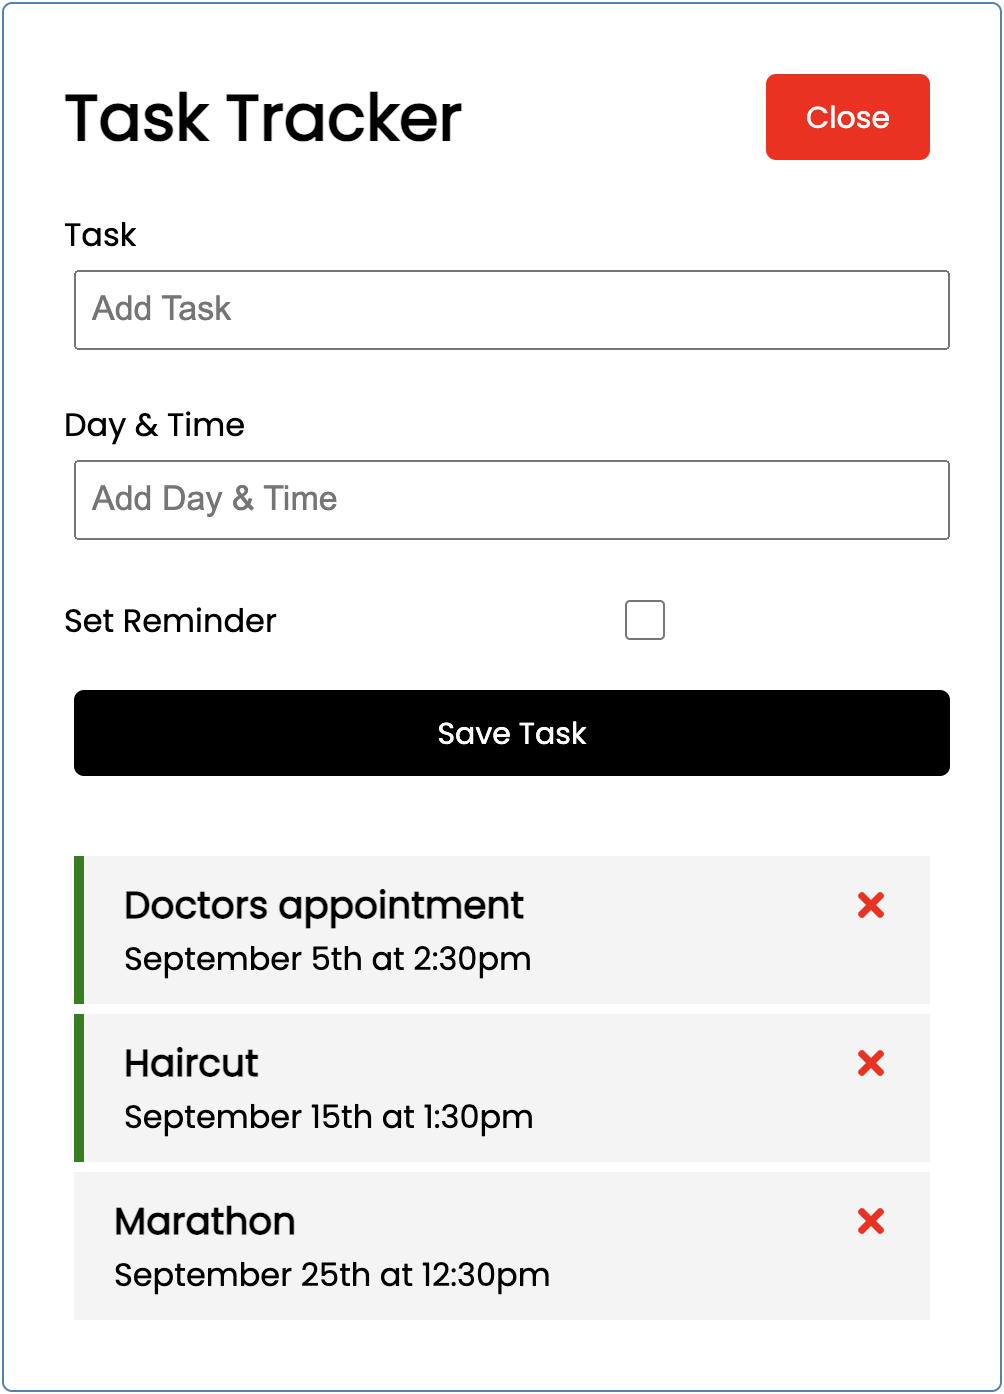 Task Tracker
Close
Task
Add Task
Day & Time
Add Day & Time
Set Reminder
Save Task
Doctors appointment
September 5th at 2:30pm
Haircut
September 15th at 1:30pm
Marathon
September 25th at 12:30pm